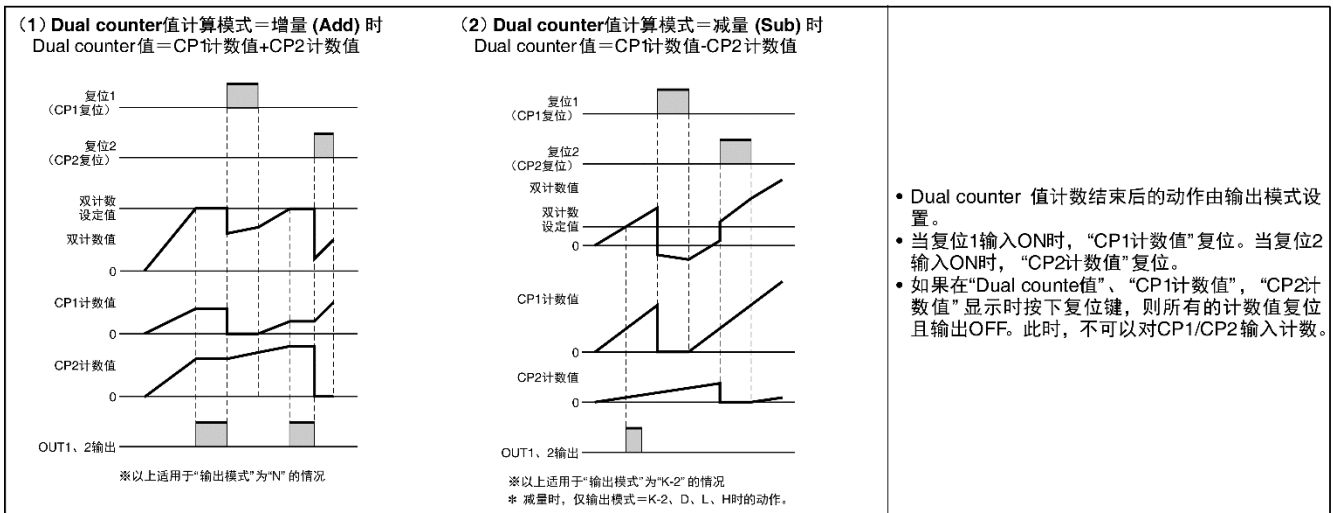 (1) Dual counter值计算模式=增量 (Add) 时
Dual counter值=CP1计数值+CP2计数值
复位1
(CP1复位)
复位2
(CP2复位)
双计数
设定值
双计数值
0
CP1计数值
0
CP2计数值
0
OUT1、2输出
※以上适用于“输出模式”为“N”的情况
(2) Dual counter值计算模式=减量 (Sub) 时
Dual counter值=CP1计数值-CP2计数值
复位1
(CP1复位)
复位2
(CP2复位)
双计数值
双计数
设定值
0
CP1计数值
0
CP2计数值
0
OUT1、2输出
※以上适用于“输出模式”为“K-2”的情况
* 减量时，仅输出模式=K-2、D、L、H时的动作。
• Dual counter 值计数结束后的动作由输出模式设
置。
• 当复位1输入ON时，“CP1计数值”复位。当复位2
输入ON时，“CP2计数值”复位。
• 如果在“Dual counte值”、“CP1计数值”，“CP2计
数值”显示时按下复位键，则所有的计数值复位
且输出OFF。此时，不可以对CP1/CP2输入计数。